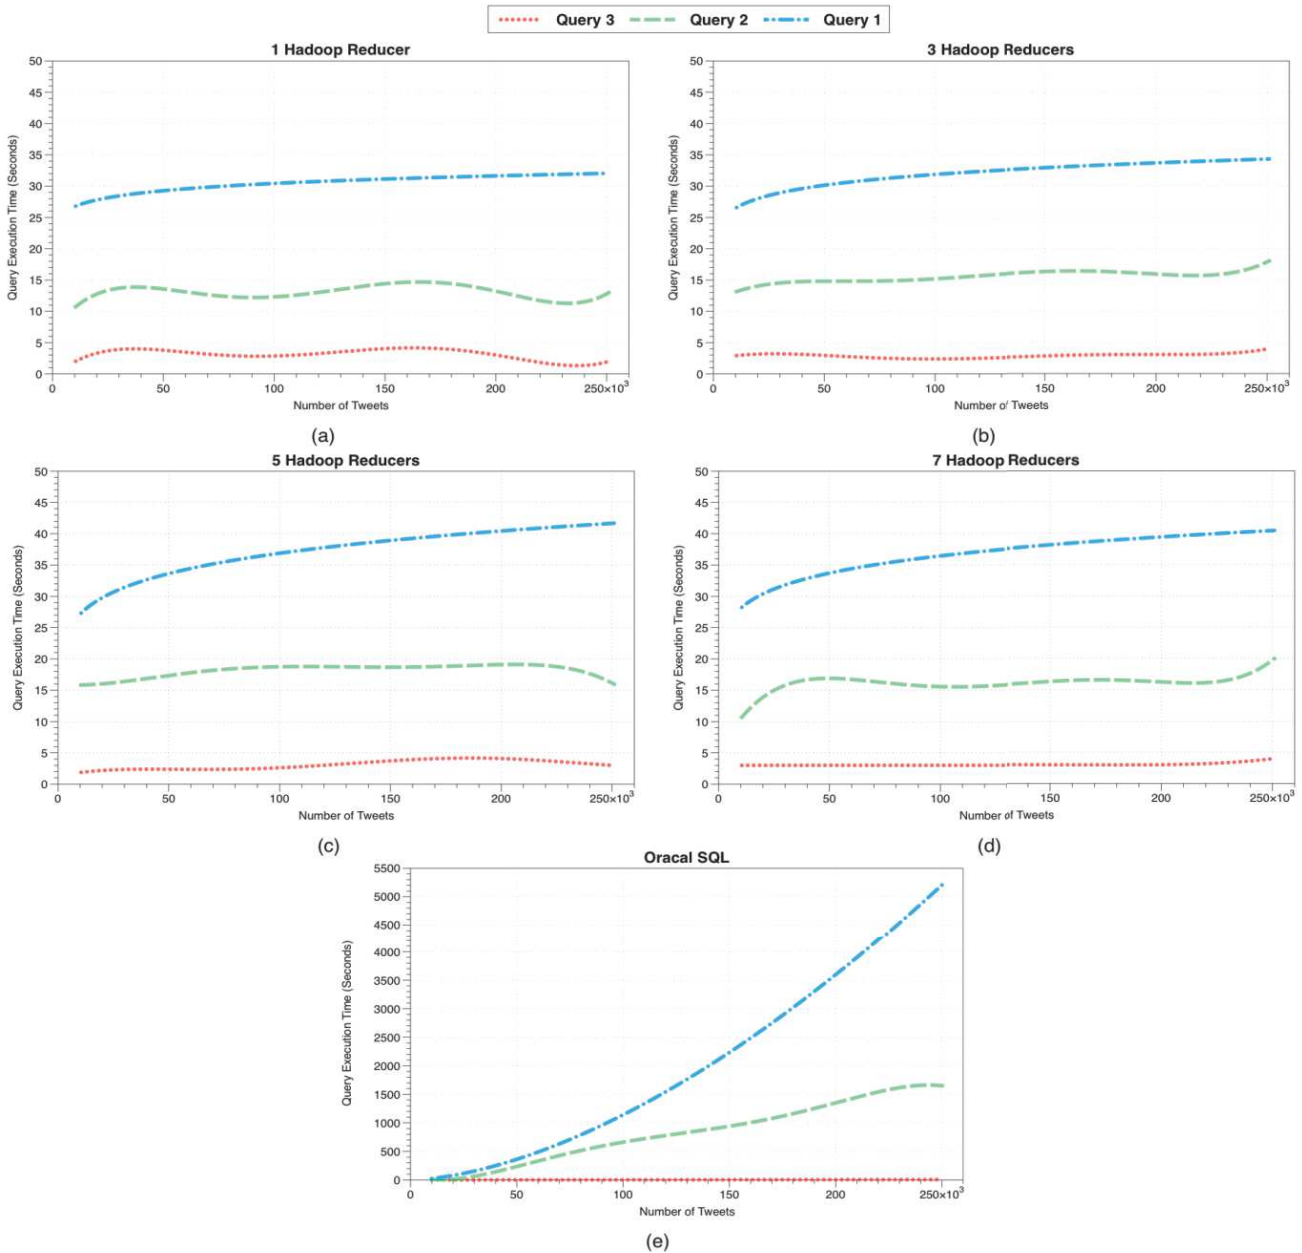 Query 3 Query 2 Query 1
1 Hadoop Reducer
50
45
40
35
30
25
20
15
10
5
0
Query Execution Time (Seconds)
0 50 100 150 200 250×10³
Number of Tweets
(a)
3 Hadoop Reducers
50
45
40
35
30
25
20
15
10
5
0
Query Execution Time (Seconds)
0 50 100 150 200 250×10³
Number of Tweets
(b)
5 Hadoop Reducers
50
45
40
35
30
25
20
15
10
5
0
Query Execution Time (Seconds)
0 50 100 150 200 250×10³
Number of Tweets
(c)
7 Hadoop Reducers
50
45
40
35
30
25
20
15
10
5
0
Query Execution Time (Seconds)
0 50 100 150 200 250×10³
Number of Tweets
(d)
Oracal SQL
5500
5000
4500
4000
3500
3000
2500
2000
1500
1000
500
0
Query Execution Time (Seconds)
0 50 100 150 200 250×10³
Number of Tweets
(e)